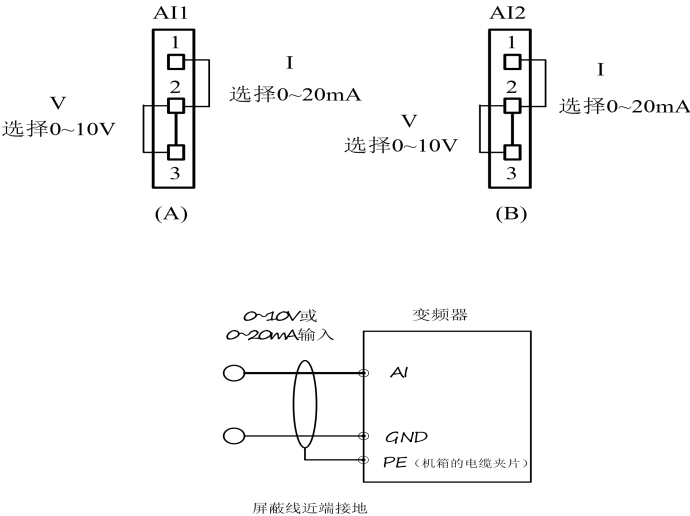 AI1
1
2
3
I
选择0~20mA
V
选择0~10V
(A)
AI2
1
2
3
I
选择0~20mA
V
选择0~10V
(B)
0~10V或
0~20mA输入
变频器
AI
GND
PE（机箱的电缆夹片）
屏蔽线近端接地